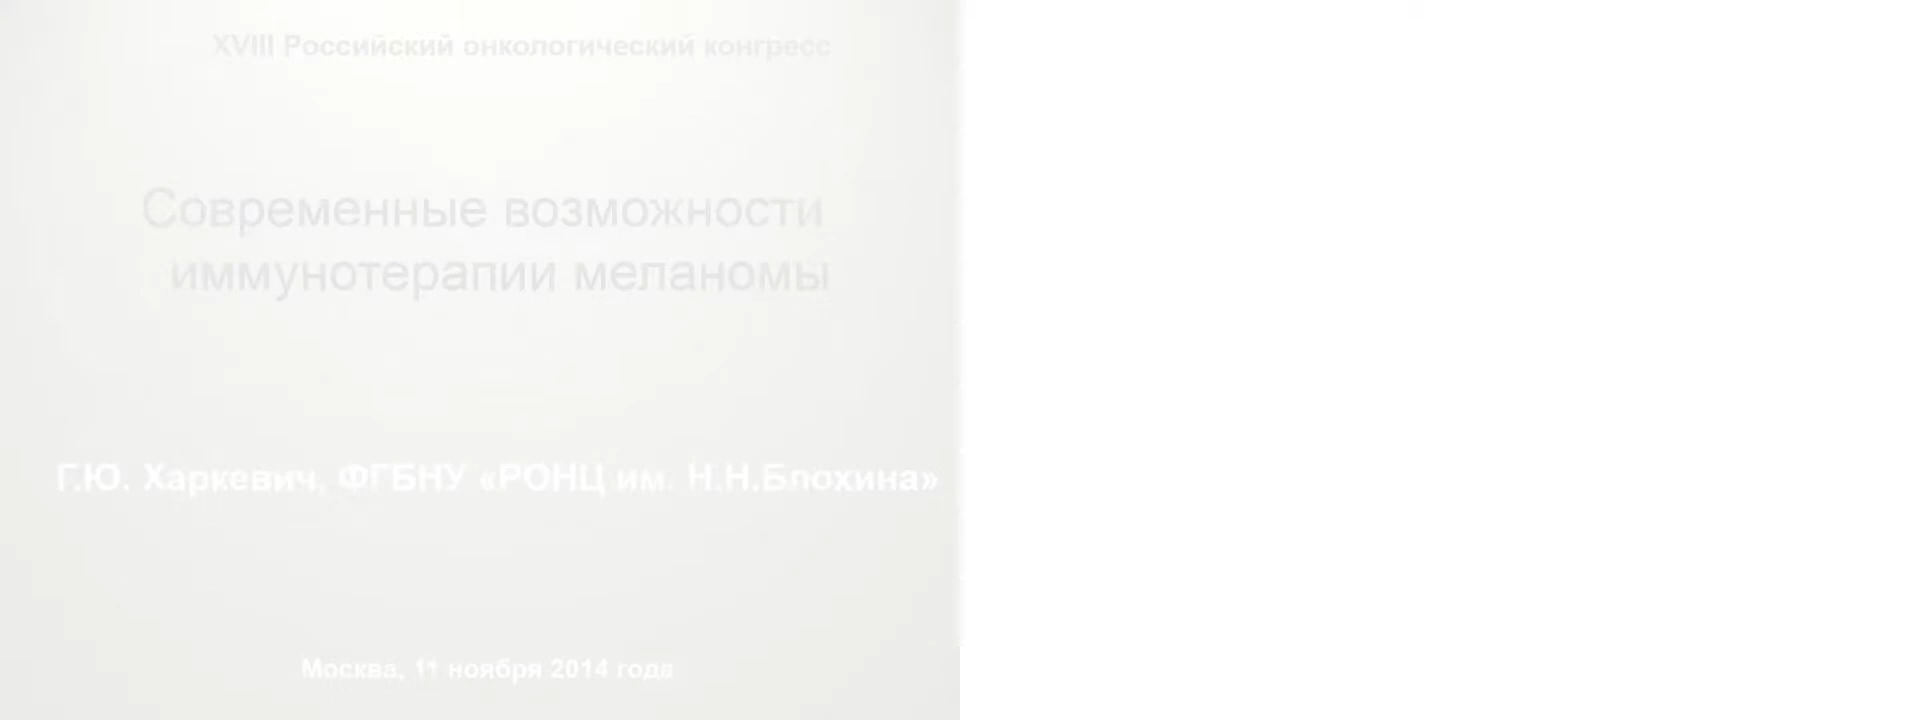 XVIII Российский онкологический конгресс
Современные возможности
иммунотерапии меланомы
Г.Ю. Харкевич, ФГБНУ «РОНЦ им. Н.Н.Блохина»
Москва, 11 ноября 2014 года